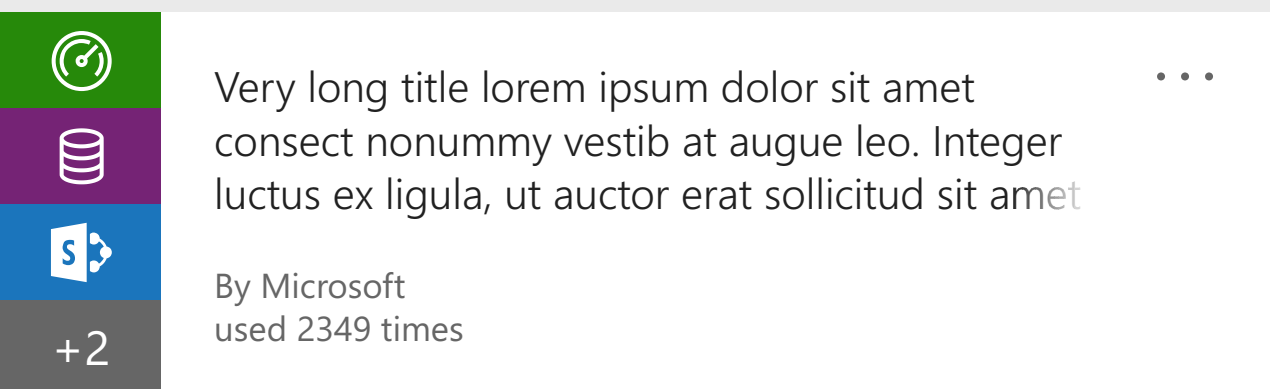 Very long title lorem ipsum dolor sit amet
consect nonummy vestib at augue leo. Integer
luctus ex ligula, ut auctor erat sollicitud sit amet
By Microsoft
used 2349 times
S
+2